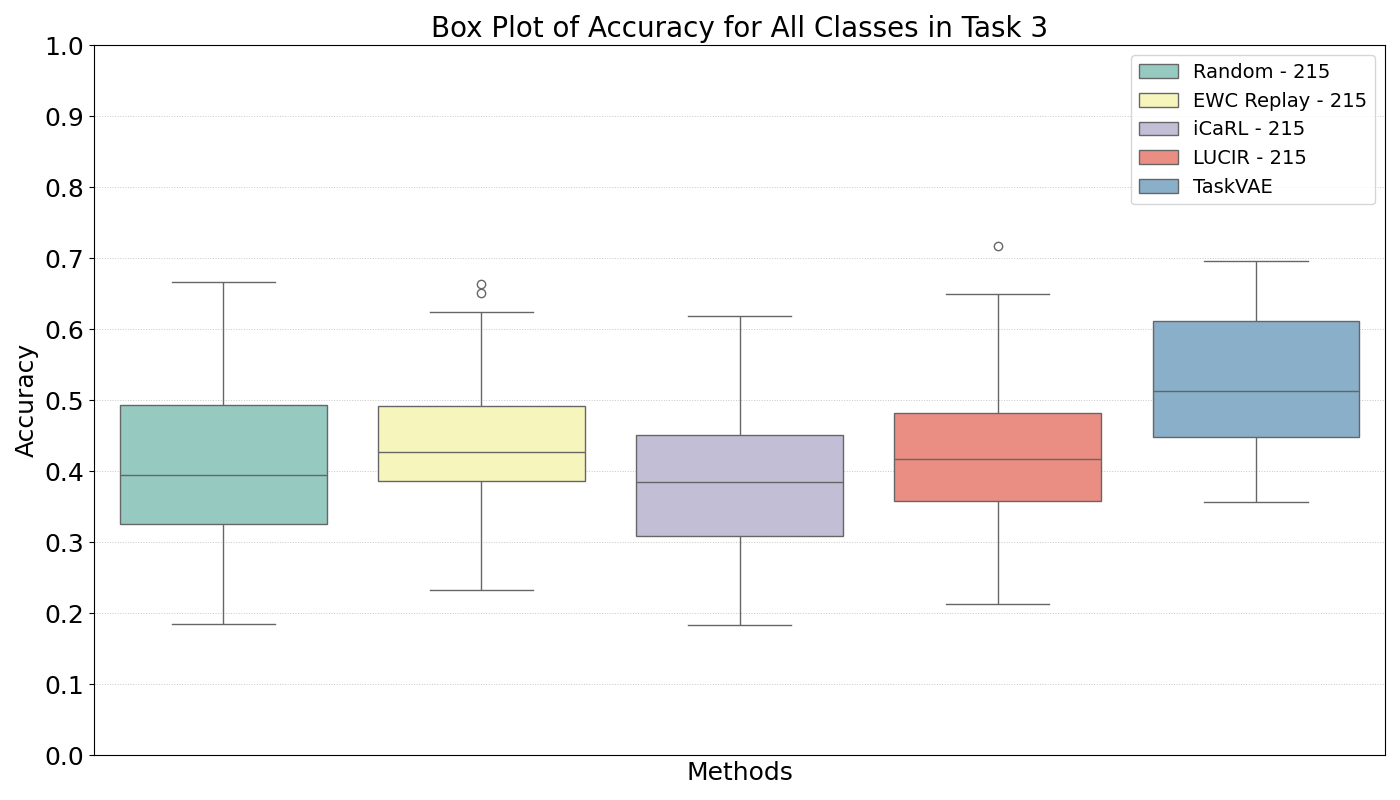 Box Plot of Accuracy for All Classes in Task 3
1.0
0.9
0.8
0.7
0.6
0.5
0.4
0.3
0.2
0.1
0.0
Accuracy
Methods
Random - 215
EWC Replay - 215
iCaRL - 215
LUCIR - 215
TaskVAE